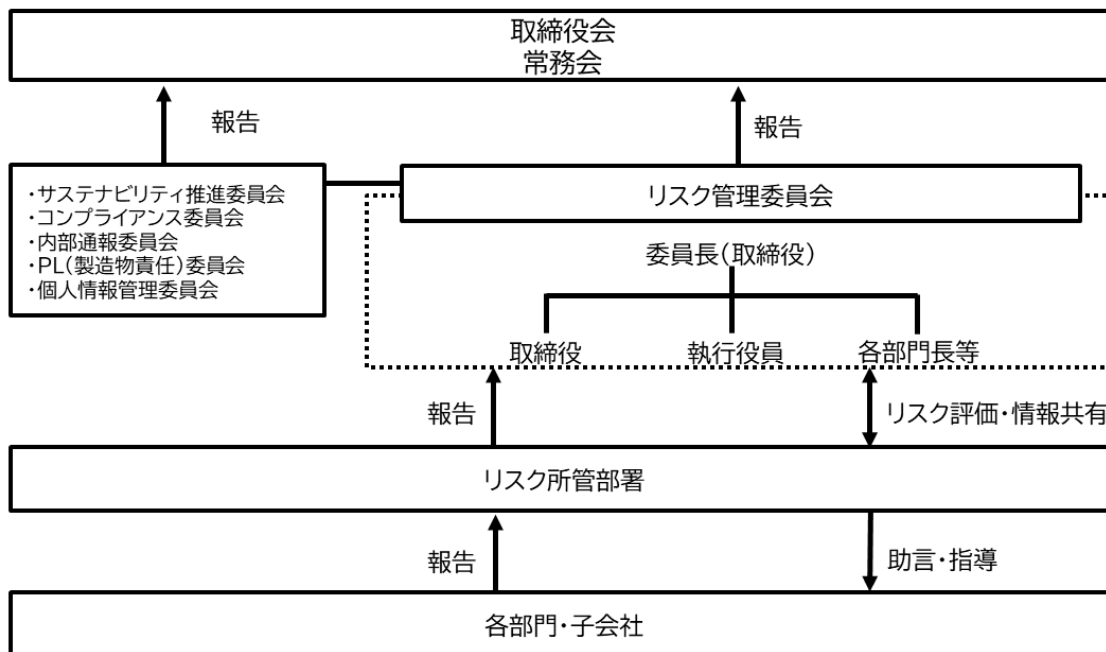 取締役会
常務会
報告
報告
・サステナビリティ推進委員会
・コンプライアンス委員会
・内部通報委員会
・PL(製造物責任)委員会
・個人情報管理委員会
リスク管理委員会
委員長(取締役)
取締役
執行役員
各部門長等
報告
リスク評価・情報共有
リスク所管部署
報告
助言・指導
各部門・子会社